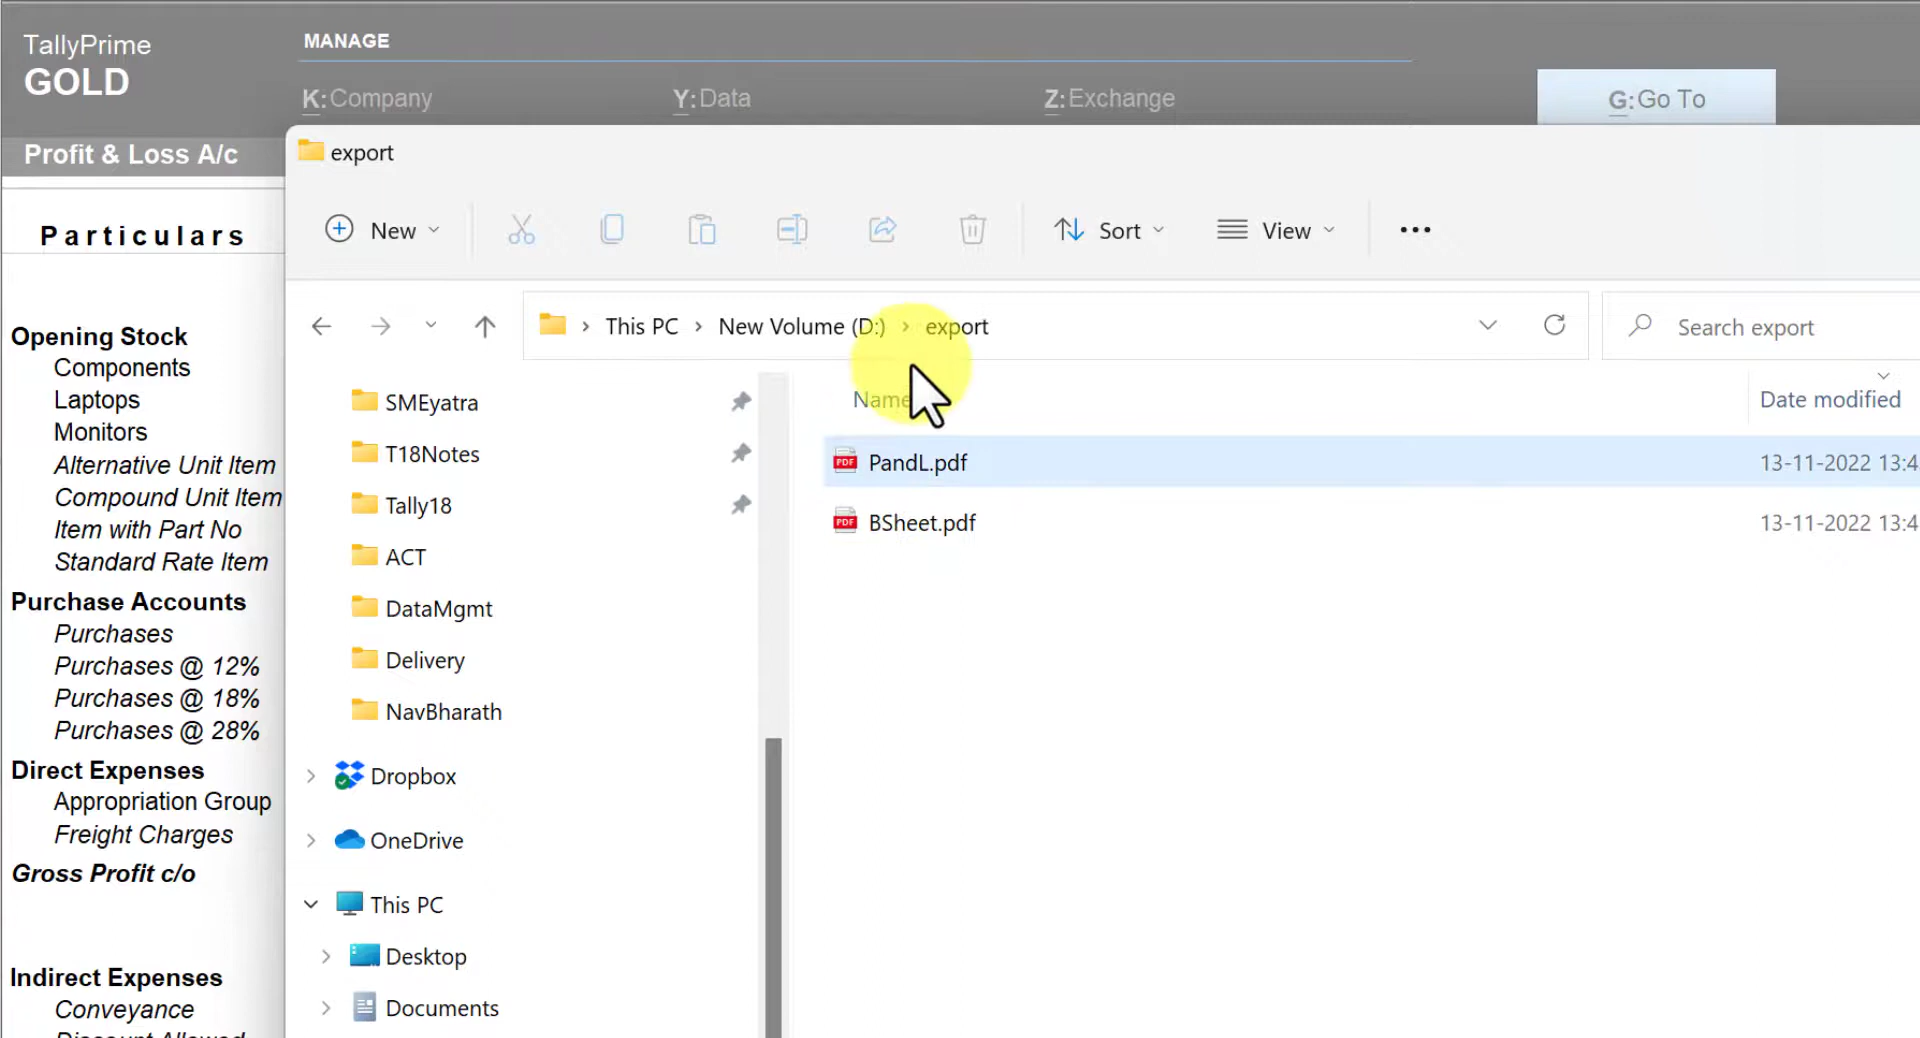 TallyPrime
GOLD
MANAGE
K:Company Y:Data Z:Exchange G:Go To
Profit & Loss A/c
Particulars
Opening Stock
Components
Laptops
Monitors
Alternative Unit Item
Compound Unit Item
Item with Part No
Standard Rate Item
Purchase Accounts
Purchases
Purchases @ 12%
Purchases @ 18%
Purchases @ 28%
Direct Expenses
Appropriation Group
Freight Charges
Gross Profit c/o
Indirect Expenses
Conveyance
Discount Allowed
export
New Sort View
This PC New Volume (D:) export
Search export
SMEyatra
T18Notes
Tally18
ACT
DataMgmt
Delivery
NavBharath
Dropbox
OneDrive
This PC
Desktop
Documents
Name Date modified
PDF PandL.pdf 13-11-2022 13:4
PDF BSheet.pdf 13-11-2022 13:4